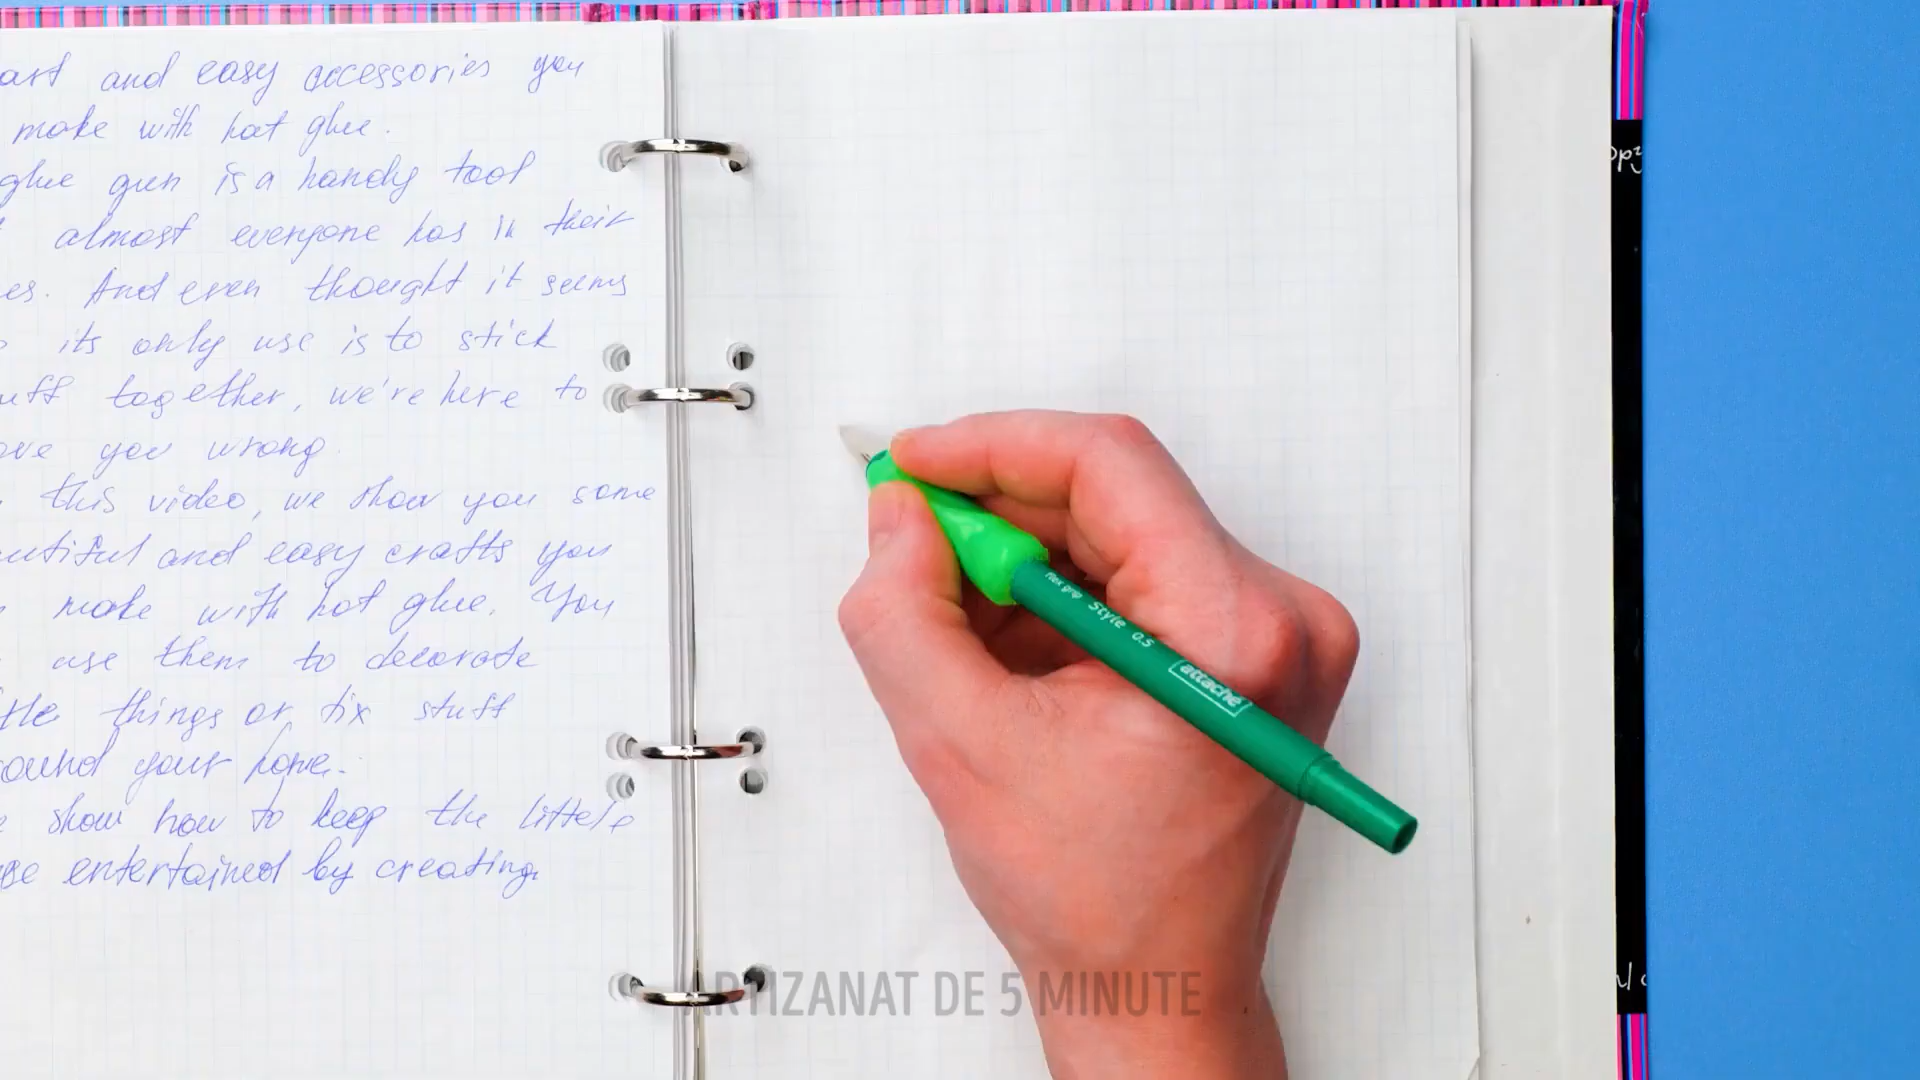 and easy accessories you
make with hot glue.
glue gun is a handy tool
almost everyone has in their
es. And even thought it seems
its only use is to stick
uff together, we're here to
ove you wrong.
this video, we show you some
utiful and easy crafts you
make with hot glue. You
use them to decorate
ttle things or fix stuff
ound your home.
show how to keep the little
entertained by creating
flex grip Style 0.5
attache
ARTIZANAT DE 5 MINUTE